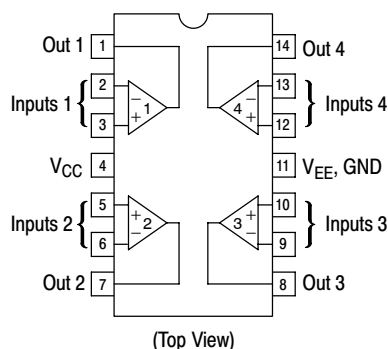 Out 1 1 14 Out 4
2 13
Inputs 1 − 1 4 − Inputs 4
3 + + 12
VCC 4 11 VEE, GND
5 + + 10
Inputs 2 2 3 Inputs 3
6 − − 9
Out 2 7 8 Out 3
(Top View)